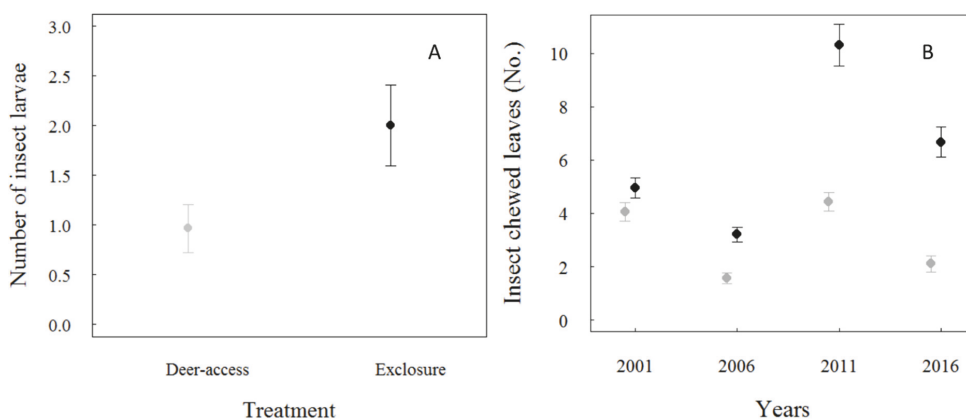 Number of insect larvae
3.0
2.5
2.0
1.5
1.0
0.5
0.0
A
Deer-access Exclosure
Treatment
Insect chewed leaves (No.)
10
8
6
4
2
0
B
2001 2006 2011 2016
Years